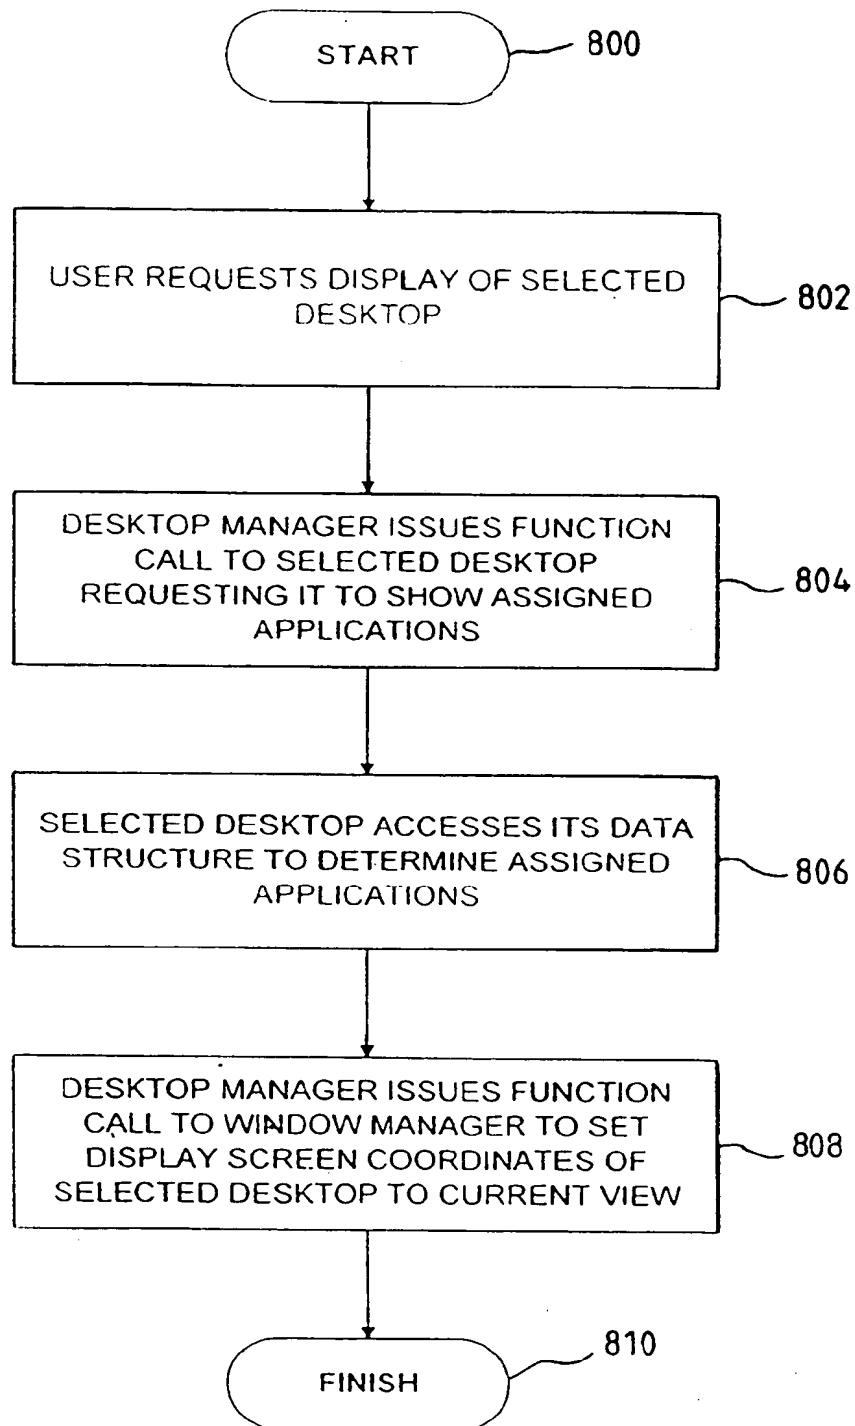 START
800
USER REQUESTS DISPLAY OF SELECTED
DESKTOP
802
DESKTOP MANAGER ISSUES FUNCTION
CALL TO SELECTED DESKTOP
REQUESTING IT TO SHOW ASSIGNED
APPLICATIONS
804
SELECTED DESKTOP ACCESSES ITS DATA
STRUCTURE TO DETERMINE ASSIGNED
APPLICATIONS
806
DESKTOP MANAGER ISSUES FUNCTION
CALL TO WINDOW MANAGER TO SET
DISPLAY SCREEN COORDINATES OF
SELECTED DESKTOP TO CURRENT VIEW
808
FINISH
810